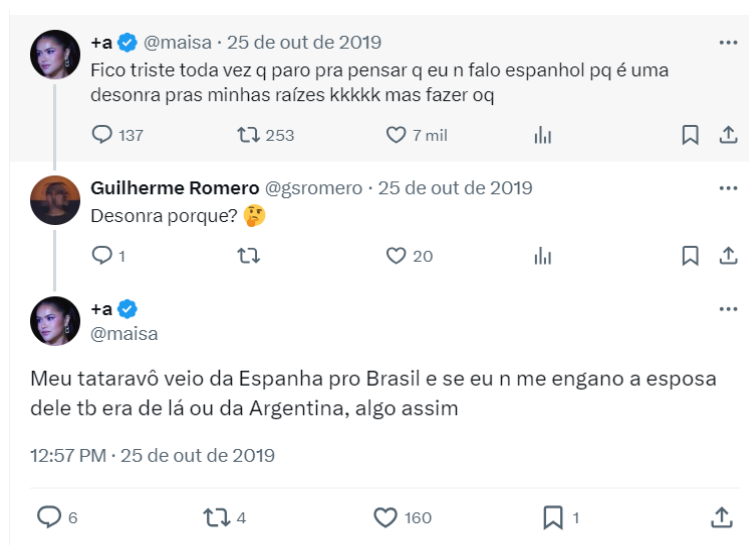 +a @maisa · 25 de out de 2019 ...
Fico triste toda vez q paro pra pensar q eu n falo espanhol pq é uma
desonra pras minhas raízes kkkkk mas fazer oq
137 253 7 mil
Guilherme Romero @gsromero · 25 de out de 2019 ...
Desonra porque? 🤔
1 20
+a ...
@maisa
Meu tataravô veio da Espanha pro Brasil e se eu n me engano a esposa
dele tb era de lá ou da Argentina, algo assim
12:57 PM · 25 de out de 2019
6 4 160 1